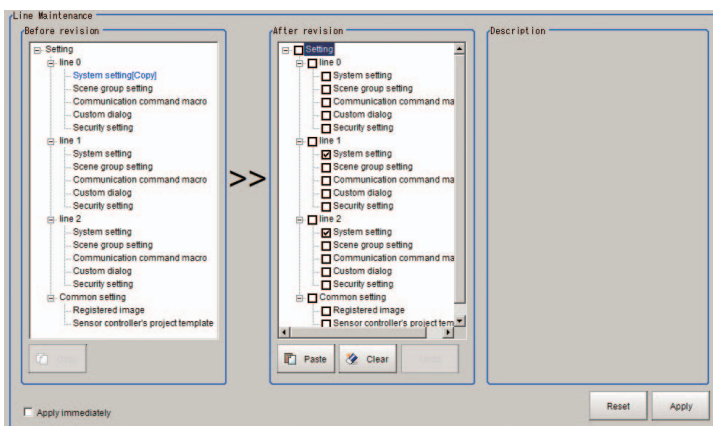 Line Maintenance
Before revision
Setting
line 0
System setting[Copy]
Scene group setting
Communication command macro
Custom dialog
Security setting
line 1
System setting
Scene group setting
Communication command macro
Custom dialog
Security setting
line 2
System setting
Scene group setting
Communication command macro
Custom dialog
Security setting
Common setting
Registered image
Sensor controller's project template
>>
After revision
Setting
line 0
System setting
Scene group setting
Communication command ma
Custom dialog
Security setting
line 1
System setting
Scene group setting
Communication command ma
Custom dialog
Security setting
line 2
System setting
Scene group setting
Communication command ma
Custom dialog
Security setting
Common setting
Registered image
Sensor controller's project tem
Paste
Clear
Description
Apply immediately
Reset
Apply